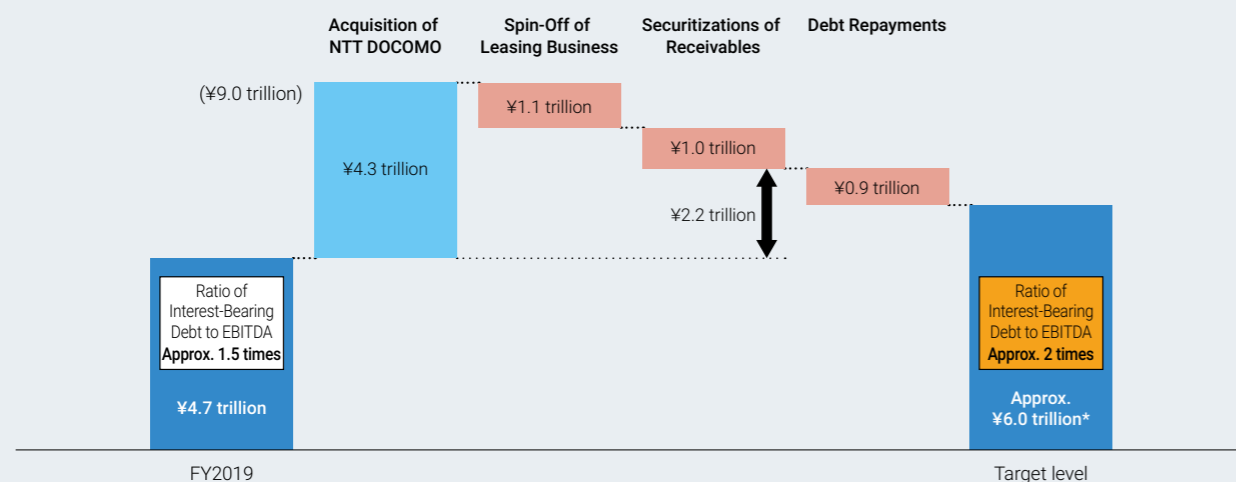 Acquisition of
NTT DOCOMO
Spin-Off of
Leasing Business
Securitizations of
Receivables
Debt Repayments
(¥9.0 trillion)
¥4.3 trillion
¥1.1 trillion
¥1.0 trillion
¥0.9 trillion
¥2.2 trillion
Ratio of
Interest-Bearing
Debt to EBITDA
Approx. 1.5 times
¥4.7 trillion
Ratio of
Interest-Bearing
Debt to EBITDA
Approx. 2 times
Approx.
¥6.0 trillion*
FY2019
Target level